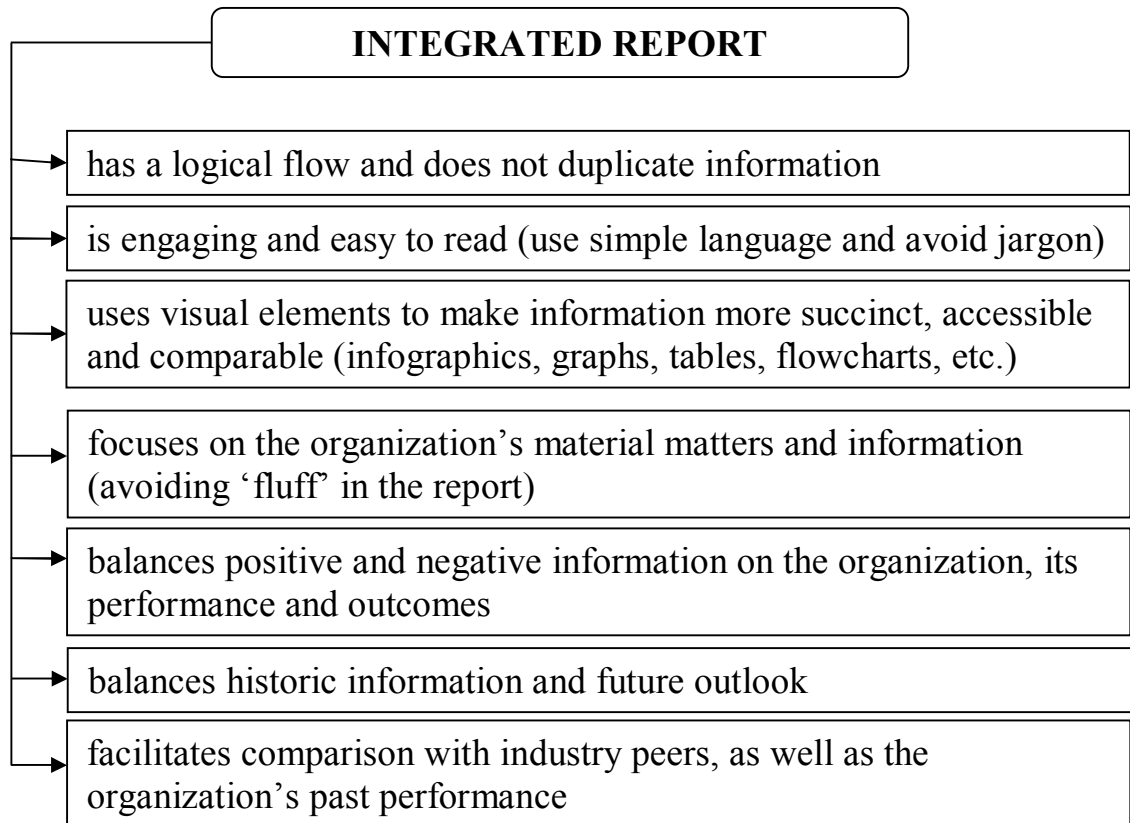 INTEGRATED REPORT
has a logical flow and does not duplicate information
is engaging and easy to read (use simple language and avoid jargon)
uses visual elements to make information more succinct, accessible
and comparable (infographics, graphs, tables, flowcharts, etc.)
focuses on the organization’s material matters and information
(avoiding ‘fluff’ in the report)
balances positive and negative information on the organization, its
performance and outcomes
balances historic information and future outlook
facilitates comparison with industry peers, as well as the
organization’s past performance